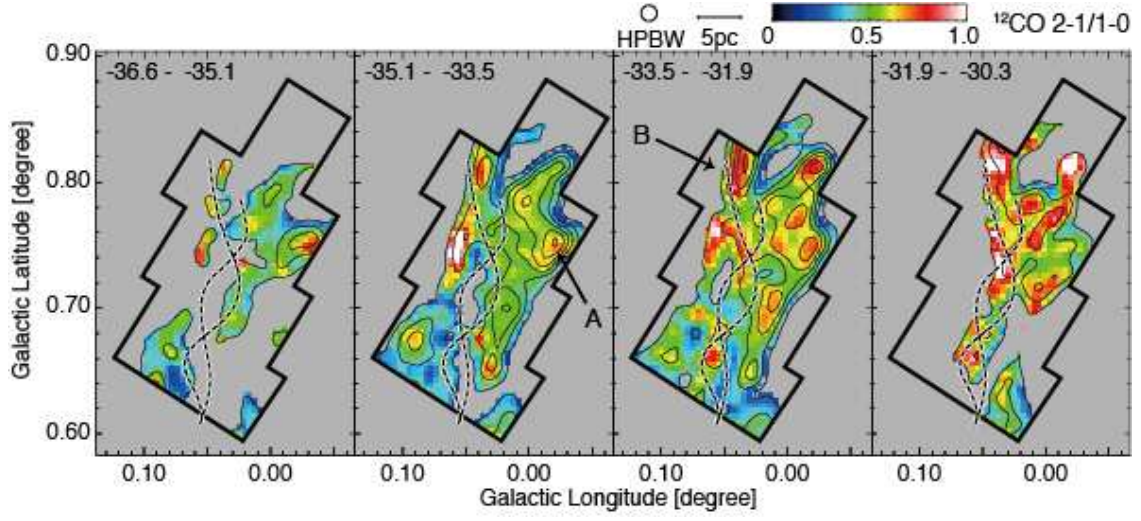 HPBW 5pc 0 0.5 1.0 ¹²CO 2-1/1-0
-36.6 - -35.1 -35.1 - -33.5 -33.5 - -31.9 -31.9 - -30.3
0.90
0.80
0.70
0.60
B
A
0.10 0.00 0.10 0.00 0.10 0.00 0.10 0.00
Galactic Latitude [degree]
Galactic Longitude [degree]